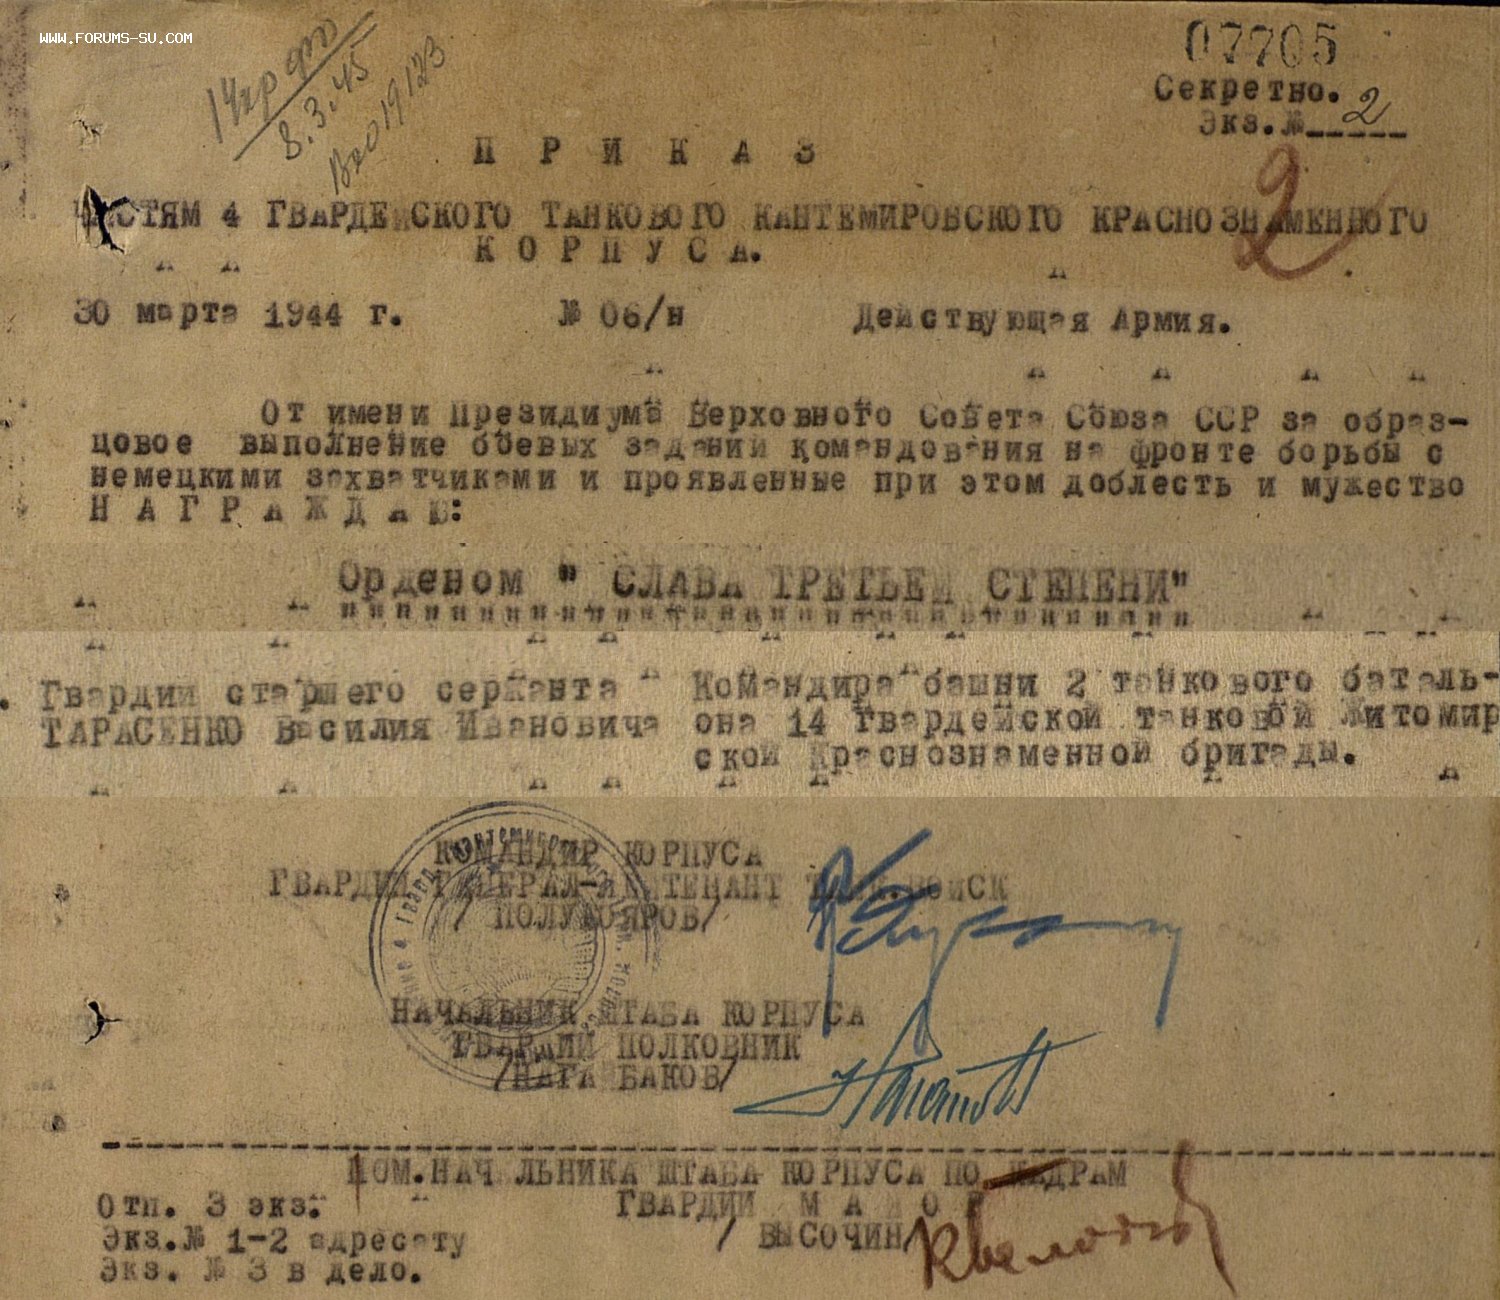 WWW.FORUMS-SU.COM
07705
Секретно.
Экз.№ 2
8.3.45
2
П Р И К А З
ЧАСТЯМ 4 ГВАРДЕЙСКОГО ТАНКОВОГО КАНТЕМИРОВСКОГО КРАСНОЗНАМЕННОГО
К О Р П У С А.
30 марта 1944 г. № 06/н Действующая Армия.
От имени Президиума Верховного Совета Союза ССР за образ-
цовое выполнение боевых заданий командования на фронте борьбы с
немецкими захватчиками и проявленные при этом доблесть и мужество
Н А Г Р А Ж Д А Ю:
Орденом " СЛАВА ТРЕТЬЕЙ СТЕПЕНИ"
Гвардии старшего сержанта Командира башни 2 танкового баталь-
ТАРАСЕНКО Василия Ивановича она 14 Гвардейской танковой Житомир
ской Краснознаменной бригады.
КОМАНДИР КОРПУСА
ГВАРДИИ ГЕНЕРАЛ-ЛЕЙТЕНАНТ ТАНК.ВОЙСК
/ ПОЛУБОЯРОВ/
НАЧАЛЬНИК ШТАБА КОРПУСА
ГВАРДИИ ПОЛКОВНИК
/НАГАЙБАКОВ/
ПОМ.НАЧАЛЬНИКА ШТАБА КОРПУСА ПО КАДРАМ
Отп. 3 экз. ГВАРДИИ М А Й О Р
Экз.№ 1-2 адресату / ВЫСОЧИН/
Экз. № 3 в дело.